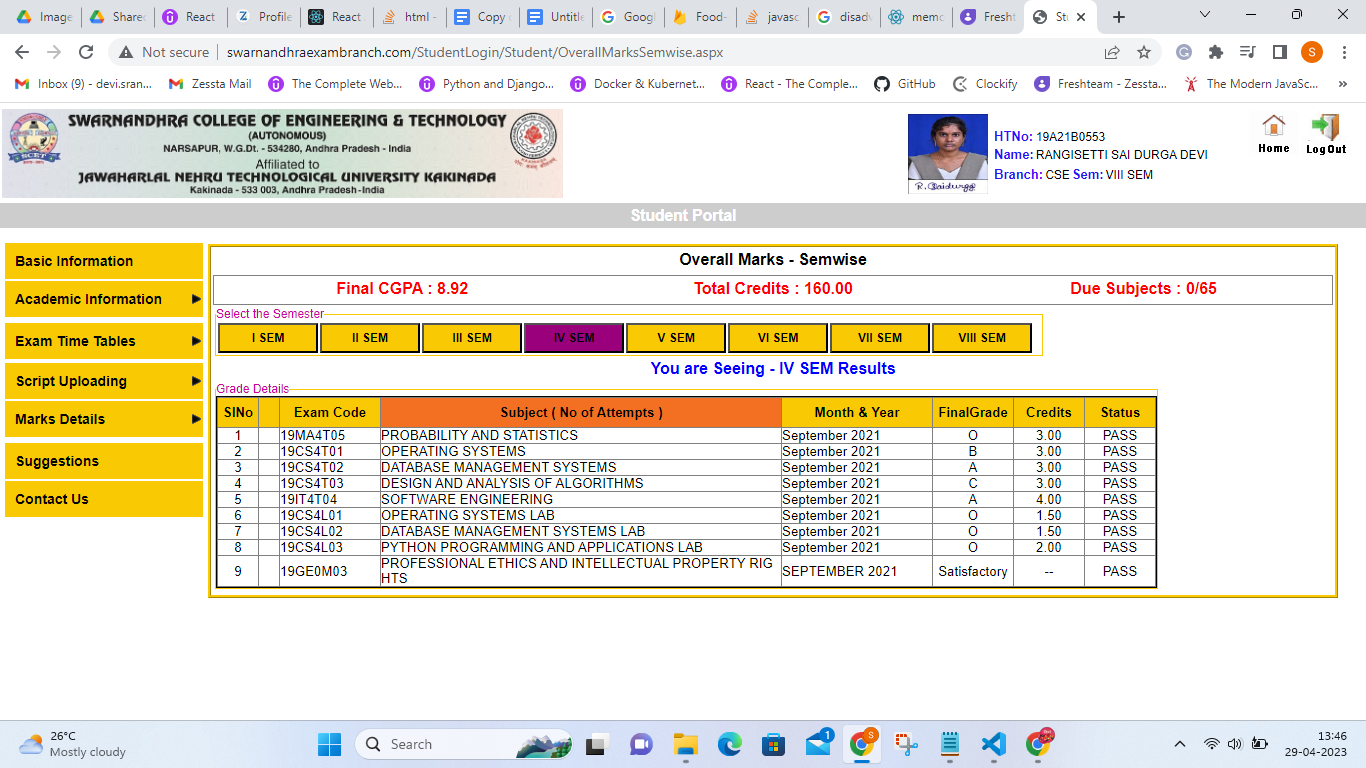 Image
Share
React
Profile
React
html -
Copy
Untitle
Googl
Food-
javasc
disadv
memo
Fresht
St
Not secure
swarnandhraexambranch.com/StudentLogin/Student/OverallMarksSemwise.aspx
S
Inbox (9) - devi.sran...
Zessta Mail
The Complete Web...
Python and Django...
Docker & Kubernet...
React - The Comple...
GitHub
Clockify
Freshteam - Zessta...
The Modern JavaSc...
SWARNANDHRA COLLEGE OF ENGINEERING & TECHNOLOGY
(AUTONOMOUS)
NARSAPUR, W.G.Dt. - 534280, Andhra Pradesh - India
Affiliated to
JAWAHARLAL NEHRU TECHNOLOGICAL UNIVERSITY KAKINADA
Kakinada - 533 003, Andhra Pradesh-India
SCET
R. Saidurga
HTNo: 19A21B0553
Name: RANGISETTI SAI DURGA DEVI
Branch: CSE Sem: VIII SEM
Home
LogOut
Student Portal
Basic Information
Academic Information
Exam Time Tables
Script Uploading
Marks Details
Suggestions
Contact Us
Overall Marks - Semwise
Final CGPA : 8.92 Total Credits : 160.00 Due Subjects : 0/65
Select the Semester
I SEM II SEM III SEM IV SEM V SEM VI SEM VII SEM VIII SEM
You are Seeing - IV SEM Results
Grade Details
SlNo Exam Code Subject ( No of Attempts ) Month & Year FinalGrade Credits Status
1 19MA4T05 PROBABILITY AND STATISTICS September 2021 O 3.00 PASS
2 19CS4T01 OPERATING SYSTEMS September 2021 B 3.00 PASS
3 19CS4T02 DATABASE MANAGEMENT SYSTEMS September 2021 A 3.00 PASS
4 19CS4T03 DESIGN AND ANALYSIS OF ALGORITHMS September 2021 C 3.00 PASS
5 19IT4T04 SOFTWARE ENGINEERING September 2021 A 4.00 PASS
6 19CS4L01 OPERATING SYSTEMS LAB September 2021 O 1.50 PASS
7 19CS4L02 DATABASE MANAGEMENT SYSTEMS LAB September 2021 O 1.50 PASS
8 19CS4L03 PYTHON PROGRAMMING AND APPLICATIONS LAB September 2021 O 2.00 PASS
9 19GE0M03 PROFESSIONAL ETHICS AND INTELLECTUAL PROPERTY RIG
HTS SEPTEMBER 2021 Satisfactory -- PASS
26°C
Mostly cloudy
Search
1
S
13:46
29-04-2023